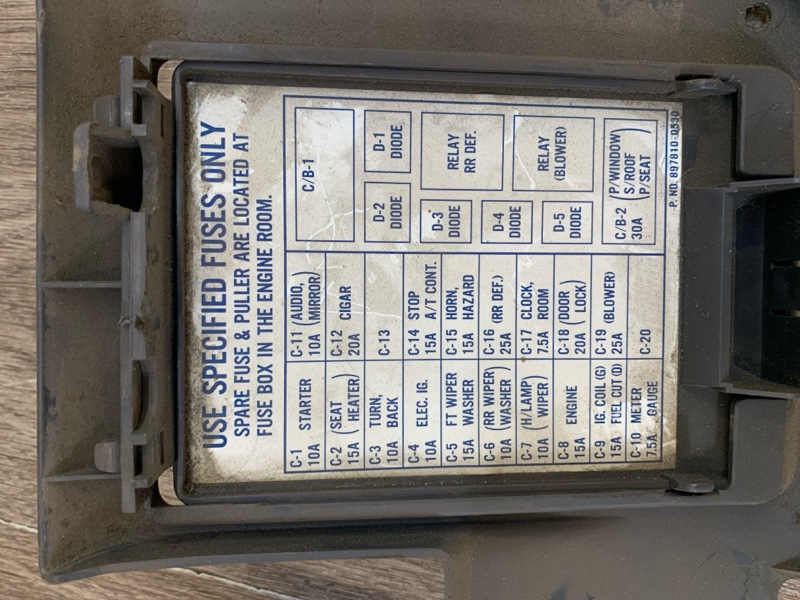 USE SPECIFIED FUSES ONLY
SPARE FUSE & PULLER ARE LOCATED AT
FUSE BOX IN THE ENGINE ROOM.
C-1 STARTER
10A
C-2 (SEAT
15A HEATER)
C-3 TURN,
10A BACK
C-4 ELEC. IG.
10A
C-5 FT WIPER
15A WASHER
C-6 (RR WIPER
10A WASHER)
C-7 (H/LAMP
10A WIPER)
C-8 ENGINE
15A
C-9 IG. COIL (G)
15A FUEL CUT (D)
C-10 METER
7.5A GAUGE
C-11 (AUDIO,
10A MIRROR)
C-12 CIGAR
20A
C-13
C-14 STOP
15A A/T CONT.
C-15 HORN,
15A HAZARD
C-16 (RR DEF.)
25A
C-17 CLOCK,
7.5A ROOM
C-18 (DOOR
20A LOCK)
C-19 (BLOWER)
25A
C-20
C/B-1
D-2
DIODE
D-1
DIODE
D-3
DIODE
RELAY
RR DEF.
D-4
DIODE
D-5
DIODE
RELAY
(BLOWER)
C/B-2 (P/WINDOW
30A S/ROOF
P/SEAT)
P. NO. 897810-0530